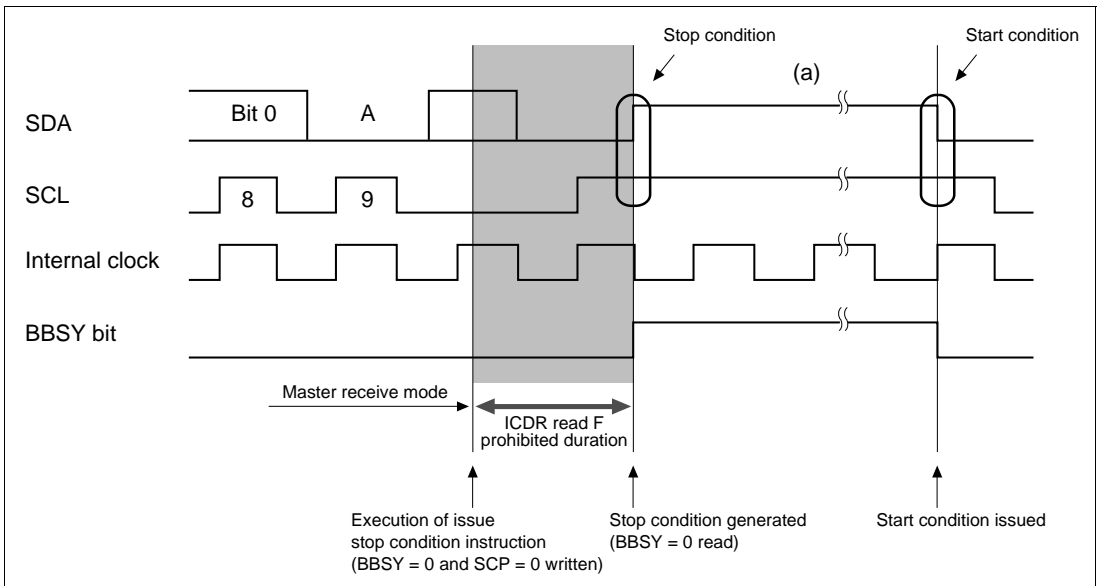 Stop condition
Start condition
(a)
SDA
Bit 0
A
SCL
8
9
Internal clock
BBSY bit
Master receive mode
ICDR read F
prohibited duration
Execution of issue
stop condition instruction
(BBSY = 0 and SCP = 0 written)
Stop condition generated
(BBSY = 0 read)
Start condition issued